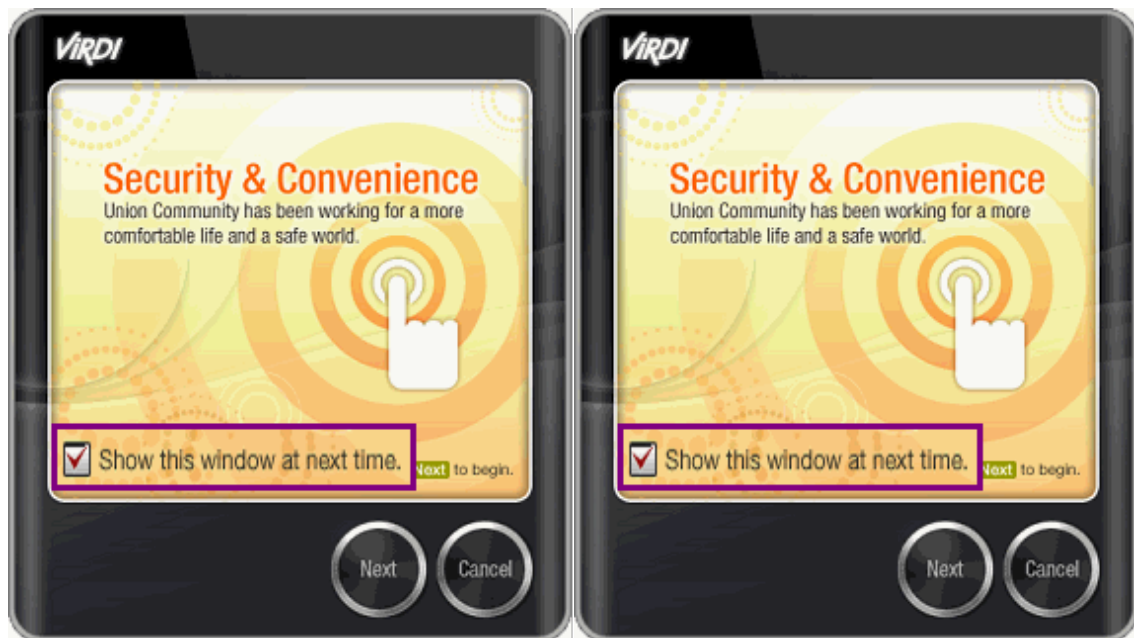 ViRDI
Security & Convenience
Union Community has been working for a more
comfortable life and a safe world.
Show this window at next time.
Next to begin.
Next
Cancel
ViRDI
Security & Convenience
Union Community has been working for a more
comfortable life and a safe world.
Show this window at next time.
Next to begin.
Next
Cancel